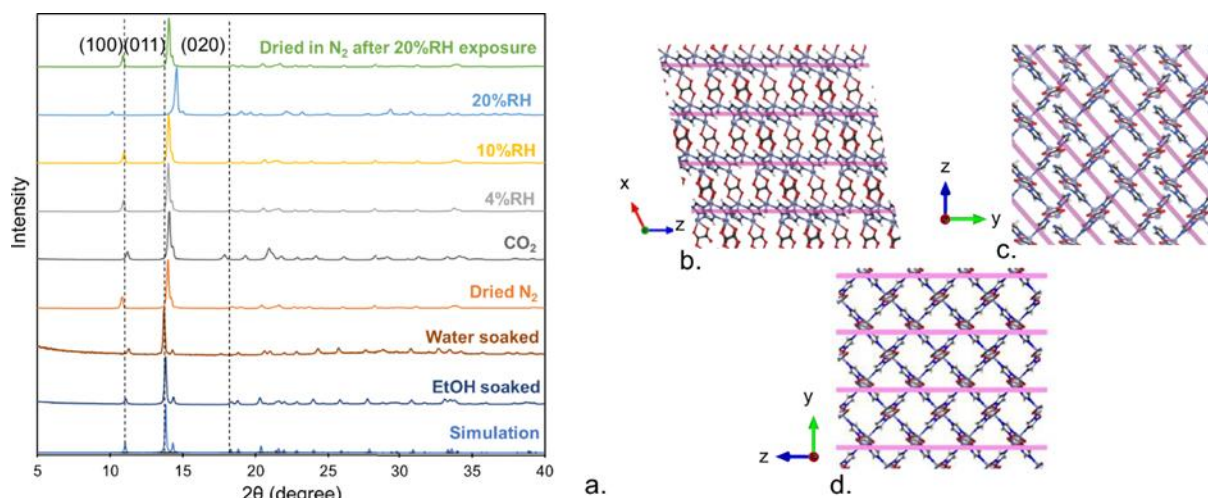 (100)(011) (020)
Dried in N₂ after 20%RH exposure
20%RH
10%RH
4%RH
CO₂
Dried N₂
Water soaked
EtOH soaked
Simulation
Intensity
5 10 15 20 25 30 35 40
2θ (degree)
a.
x
z
b.
z
y
c.
y
z
d.